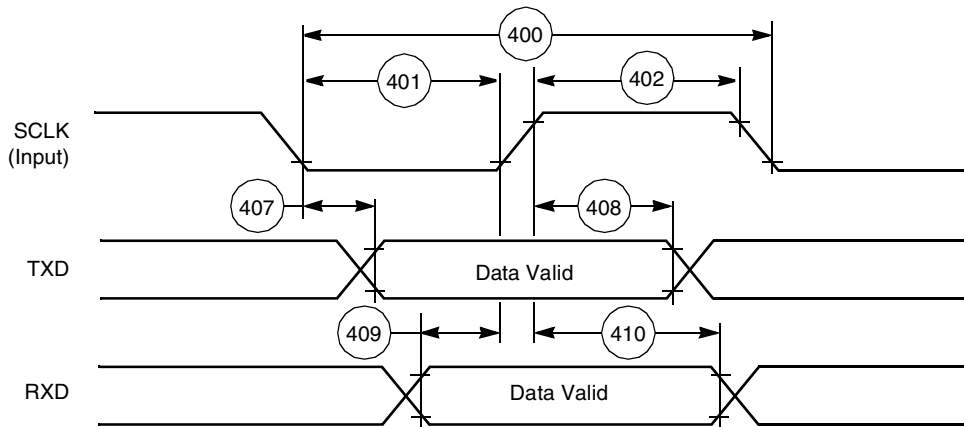 400
401
402
SCLK
(Input)
407
408
TXD
Data Valid
409
410
RXD
Data Valid